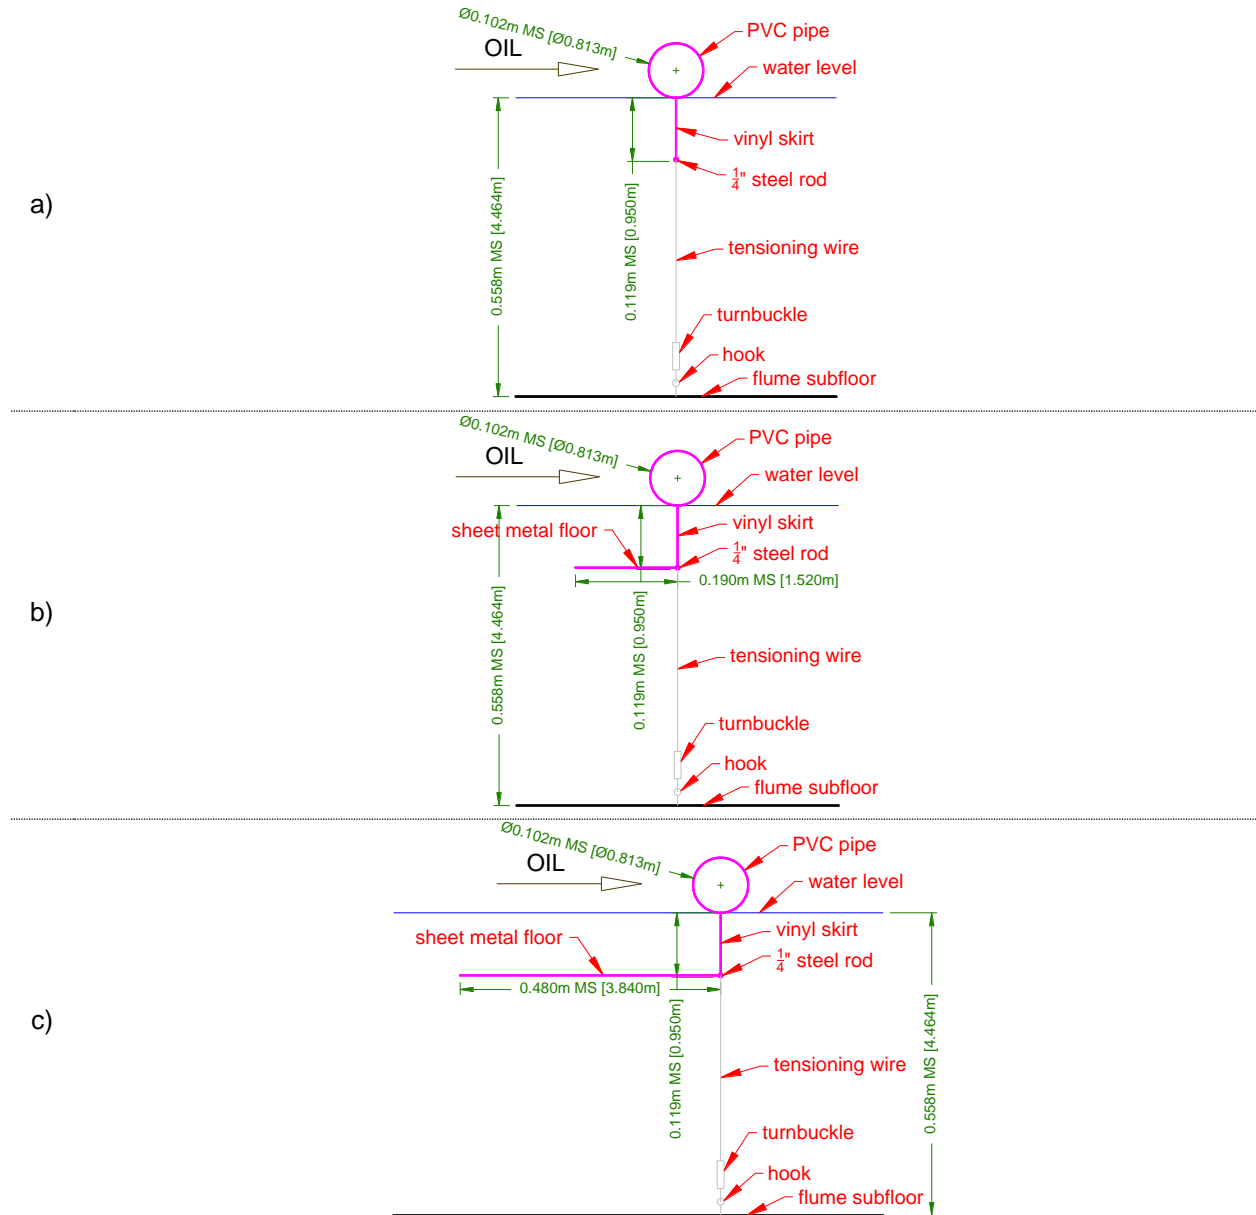 a)
Ø0.102m MS [Ø0.813m]
PVC pipe
OIL
water level
vinyl skirt
1/4" steel rod
0.558m MS [4.464m]
0.119m MS [0.950m]
tensioning wire
turnbuckle
hook
flume subfloor
b)
Ø0.102m MS [Ø0.813m]
PVC pipe
OIL
water level
sheet metal floor
vinyl skirt
1/4" steel rod
0.190m MS [1.520m]
0.558m MS [4.464m]
0.119m MS [0.950m]
tensioning wire
turnbuckle
hook
flume subfloor
c)
Ø0.102m MS [Ø0.813m]
PVC pipe
OIL
water level
sheet metal floor
vinyl skirt
1/4" steel rod
0.480m MS [3.840m]
0.119m MS [0.950m]
0.558m MS [4.464m]
tensioning wire
turnbuckle
hook
flume subfloor